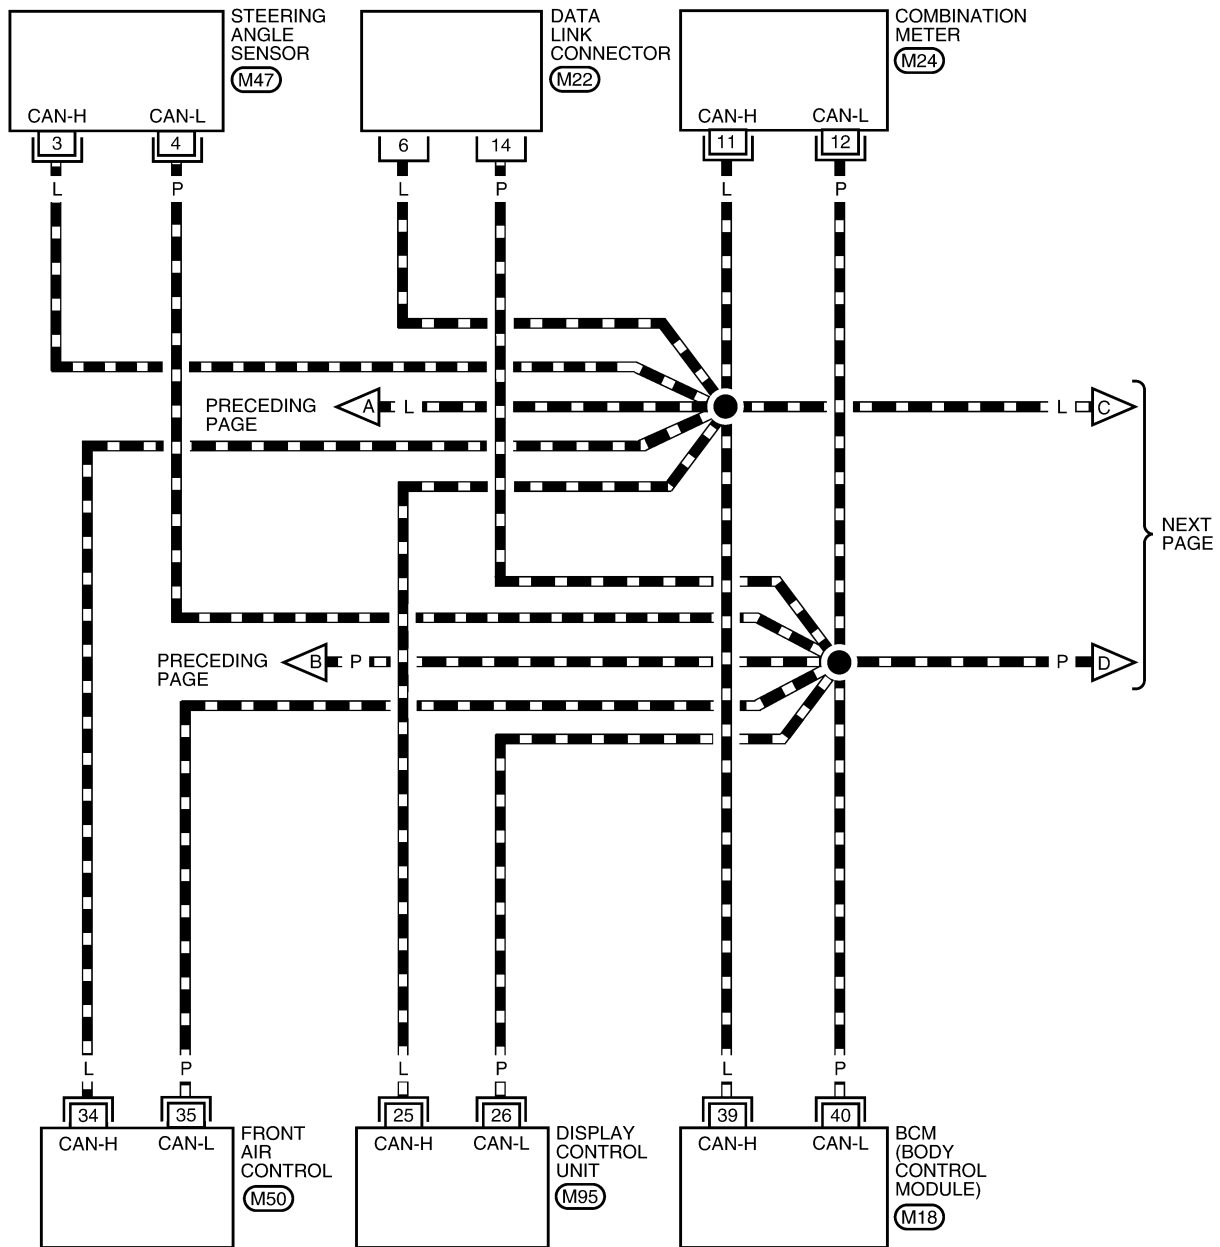 STEERING
ANGLE
SENSOR
M47
DATA
LINK
CONNECTOR
M22
COMBINATION
METER
M24
CAN-H
CAN-L
CAN-H
CAN-L
3
4
6
14
11
12
L
P
L
P
L
P
PRECEDING
PAGE
A
L
L
C
NEXT
PAGE
PRECEDING
PAGE
B
P
P
D
L
P
L
P
L
P
34
35
25
26
39
40
CAN-H
CAN-L
CAN-H
CAN-L
CAN-H
CAN-L
FRONT
AIR
CONTROL
M50
DISPLAY
CONTROL
UNIT
M95
BCM
(BODY
CONTROL
MODULE)
M18